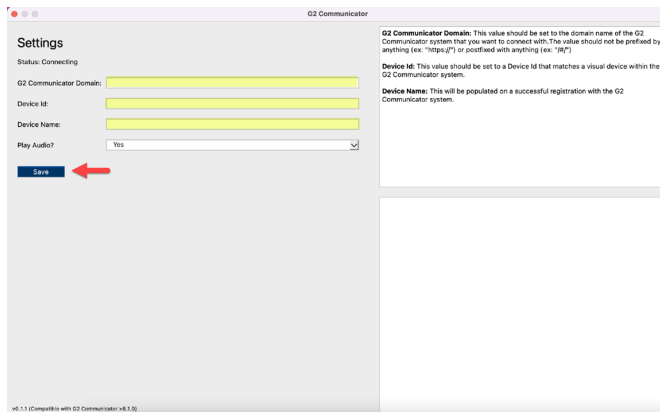 G2 Communicator
Settings
Status: Connecting
G2 Communicator Domain:
Device Id:
Device Name:
Play Audio?
Yes
Save
G2 Communicator Domain: This value should be set to the domain name of the G2
Communicator system that you want to connect with.The value should not be prefixed by
anything (ex: "https://") or postfixed with anything (ex: "/#/")
Device Id: This value should be set to a Device Id that matches a visual device within the
G2 Communicator system.
Device Name: This will be populated on a successful registration with the G2
Communicator system.
v0.1.1 (Compatible with G2 Communicator >8.1.0)